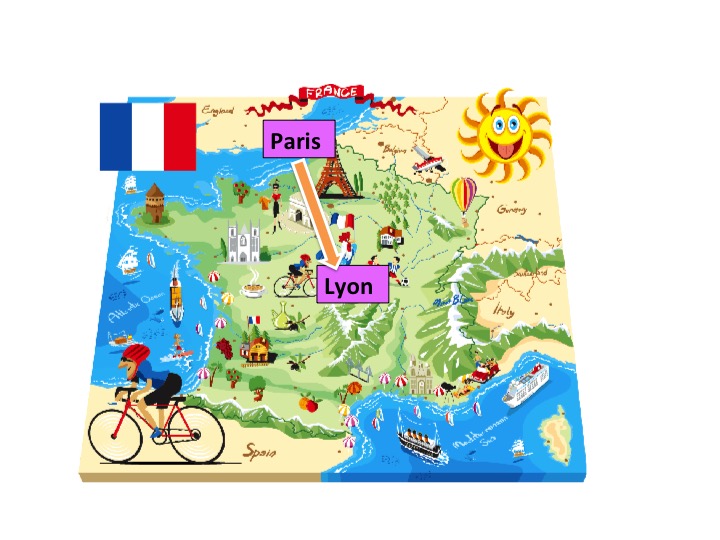 FRANCE
England
Paris
Belgium
Germany
Switzerland
Lyon
Mont Blanc
Italy
Atlantic Ocean
Mediterranean
Sea
Spain